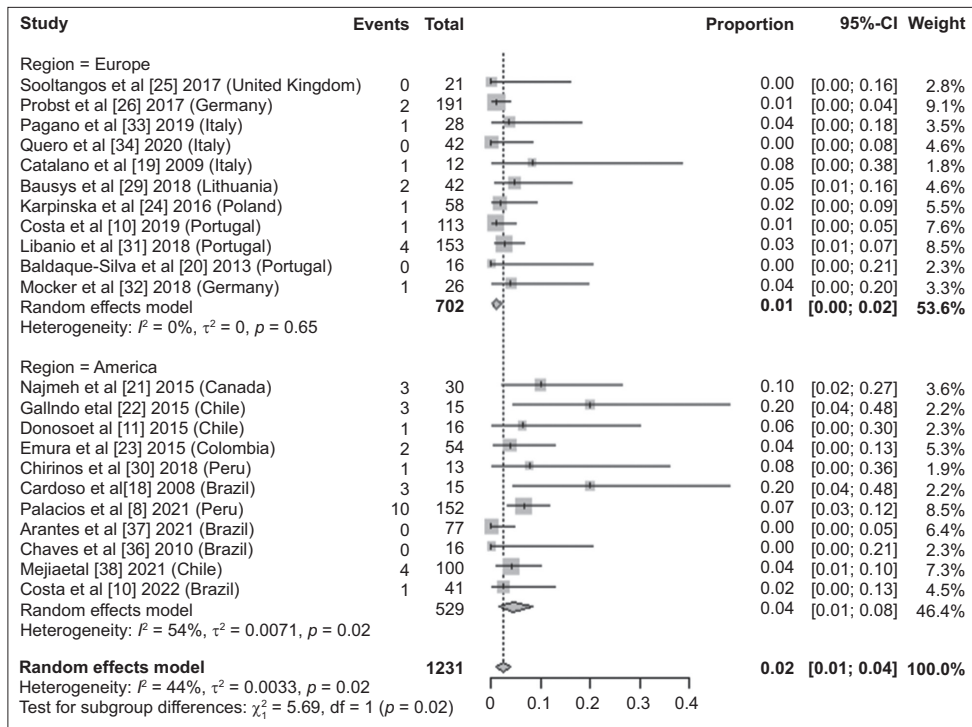 Study Events Total Proportion 95%-CI Weight
Region = Europe
Sooltangos et al [25] 2017 (United Kingdom) 0 21 0.00 [0.00; 0.16] 2.8%
Probst et al [26] 2017 (Germany) 2 191 0.01 [0.00; 0.04] 9.1%
Pagano et al [33] 2019 (Italy) 1 28 0.04 [0.00; 0.18] 3.5%
Quero et al [34] 2020 (Italy) 0 42 0.00 [0.00; 0.08] 4.6%
Catalano et al [19] 2009 (Italy) 1 12 0.08 [0.00; 0.38] 1.8%
Bausys et al [29] 2018 (Lithuania) 2 42 0.05 [0.01; 0.16] 4.6%
Karpinska et al [24] 2016 (Poland) 1 58 0.02 [0.00; 0.09] 5.5%
Costa et al [10] 2019 (Portugal) 1 113 0.01 [0.00; 0.05] 7.6%
Libanio et al [31] 2018 (Portugal) 4 153 0.03 [0.01; 0.07] 8.5%
Baldaque-Silva et al [20] 2013 (Portugal) 0 16 0.00 [0.00; 0.21] 2.3%
Mocker et al [32] 2018 (Germany) 1 26 0.04 [0.00; 0.20] 3.3%
Random effects model 702 0.01 [0.00; 0.02] 53.6%
Heterogeneity: I² = 0%, τ² = 0, p = 0.65
Region = America
Najmeh et al [21] 2015 (Canada) 3 30 0.10 [0.02; 0.27] 3.6%
Gallndo etal [22] 2015 (Chile) 3 15 0.20 [0.04; 0.48] 2.2%
Donosoet al [11] 2015 (Chile) 1 16 0.06 [0.00; 0.30] 2.3%
Emura et al [23] 2015 (Colombia) 2 54 0.04 [0.00; 0.13] 5.3%
Chirinos et al [30] 2018 (Peru) 1 13 0.08 [0.00; 0.36] 1.9%
Cardoso et al[18] 2008 (Brazil) 3 15 0.20 [0.04; 0.48] 2.2%
Palacios et al [8] 2021 (Peru) 10 152 0.07 [0.03; 0.12] 8.5%
Arantes et al [37] 2021 (Brazil) 0 77 0.00 [0.00; 0.05] 6.4%
Chaves et al [36] 2010 (Brazil) 0 16 0.00 [0.00; 0.21] 2.3%
Mejiaetal [38] 2021 (Chile) 4 100 0.04 [0.01; 0.10] 7.3%
Costa et al [10] 2022 (Brazil) 1 41 0.02 [0.00; 0.13] 4.5%
Random effects model 529 0.04 [0.01; 0.08] 46.4%
Heterogeneity: I² = 54%, τ² = 0.0071, p = 0.02
Random effects model 1231 0.02 [0.01; 0.04] 100.0%
Heterogeneity: I² = 44%, τ² = 0.0033, p = 0.02
Test for subgroup differences: χ²₁ = 5.69, df = 1 (p = 0.02)
0 0.1 0.2 0.3 0.4